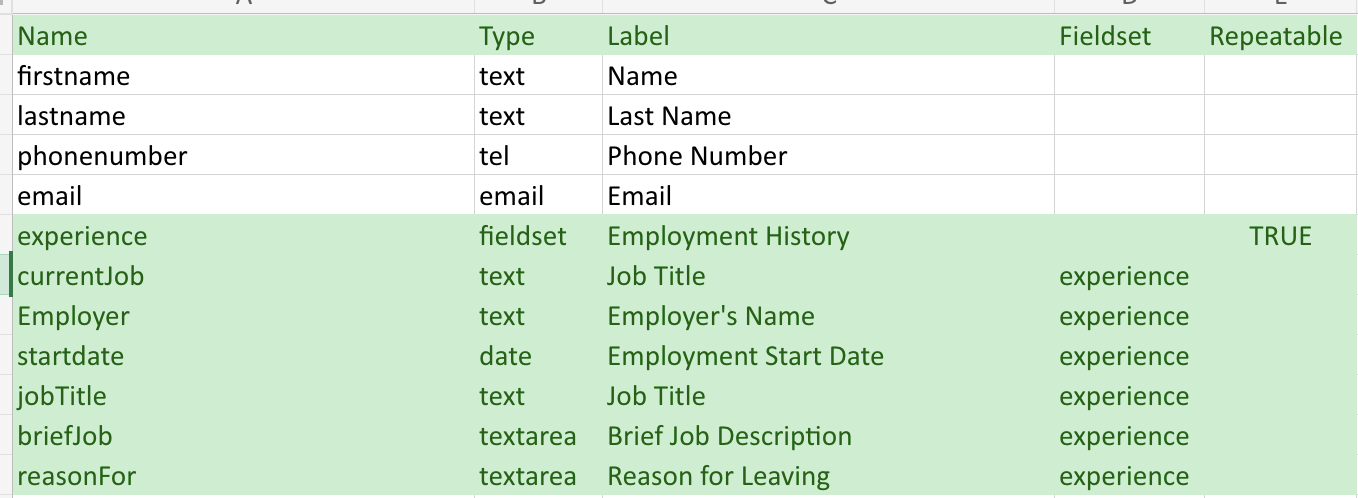 Name Type Label Fieldset Repeatable
firstname text Name
lastname text Last Name
phonenumber tel Phone Number
email email Email
experience fieldset Employment History TRUE
currentJob text Job Title experience
Employer text Employer's Name experience
startdate date Employment Start Date experience
jobTitle text Job Title experience
briefJob textarea Brief Job Description experience
reasonFor textarea Reason for Leaving experience